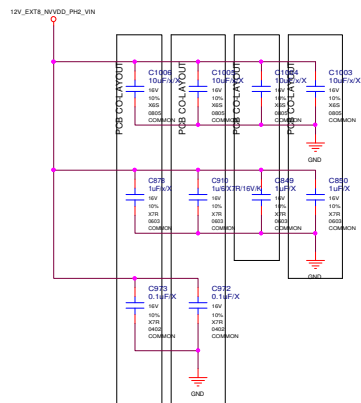 12V_EXT8_NVVDD_PH2_VIN
PCB CO-LAYOUT
C1006
10uF/x/X
16V
10%
X6S
0805
COMMON
PCB CO-LAYOUT
C1005
10uF/x/X
16V
10%
X6S
0805
COMMON
PCB CO-LAYOUT
C1004
10uF/x/X
16V
10%
X6S
0805
COMMON
PCB CO-LAYOUT
C1003
10uF/x/X
16V
10%
X6S
0805
COMMON
GND
C878
1uF/x/X
16V
10%
X7R
0603
COMMON
C910
1u/6/X7R/16V/K
16V
10%
X7R
0603
COMMON
C849
1uF/X
16V
10%
X7R
0603
COMMON
C850
1uF/X
16V
10%
X7R
0603
COMMON
GND
C973
0.1uF/X
16V
10%
X7R
0402
COMMON
C972
0.1uF/X
16V
10%
X7R
0402
COMMON
GND